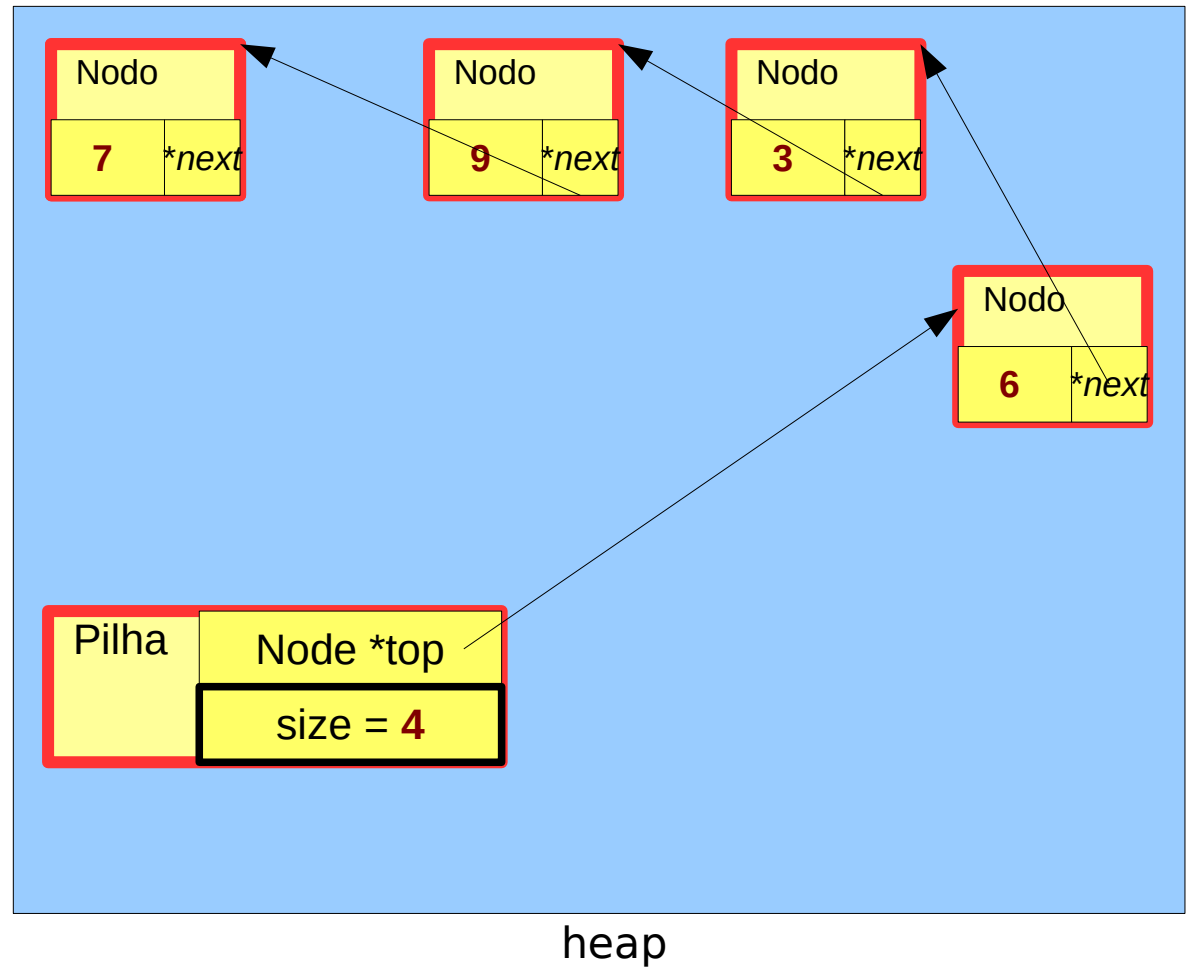 Nodo
7 *next
Nodo
9 *next
Nodo
3 *next
Nodo
6 *next
Pilha
Node *top
size = 4
heap